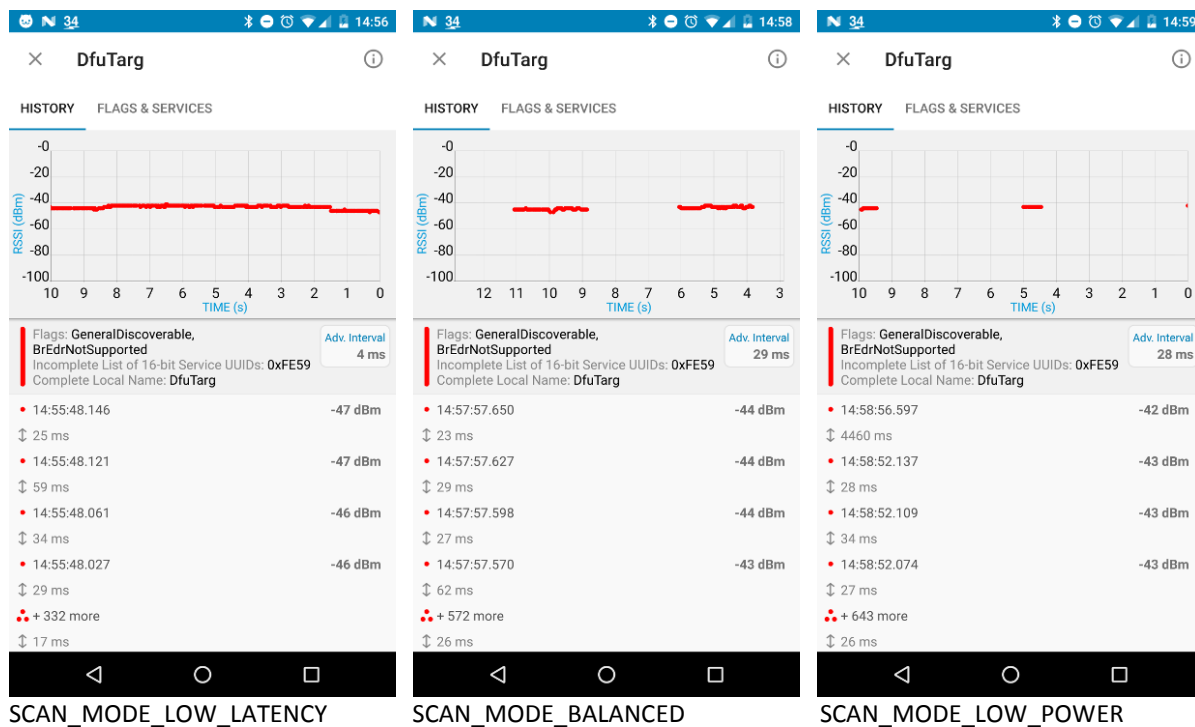 34 14:56
DfuTarg
HISTORY FLAGS & SERVICES
-0
-20
-40
-60
-80
-100
RSSI (dBm)
10 9 8 7 6 5 4 3 2 1 0
TIME (s)
Flags: GeneralDiscoverable,
BrEdrNotSupported
Incomplete List of 16-bit Service UUIDs: 0xFE59
Complete Local Name: DfuTarg
Adv. Interval
4 ms
14:55:48.146 -47 dBm
25 ms
14:55:48.121 -47 dBm
59 ms
14:55:48.061 -46 dBm
34 ms
14:55:48.027 -46 dBm
29 ms
+ 332 more
17 ms
SCAN_MODE_LOW_LATENCY
34 14:58
DfuTarg
HISTORY FLAGS & SERVICES
-0
-20
-40
-60
-80
-100
RSSI (dBm)
12 11 10 9 8 7 6 5 4 3
TIME (s)
Flags: GeneralDiscoverable,
BrEdrNotSupported
Incomplete List of 16-bit Service UUIDs: 0xFE59
Complete Local Name: DfuTarg
Adv. Interval
29 ms
14:57:57.650 -44 dBm
23 ms
14:57:57.627 -44 dBm
29 ms
14:57:57.598 -44 dBm
27 ms
14:57:57.570 -43 dBm
62 ms
+ 572 more
26 ms
SCAN_MODE_BALANCED
34 14:59
DfuTarg
HISTORY FLAGS & SERVICES
-0
-20
-40
-60
-80
-100
RSSI (dBm)
10 9 8 7 6 5 4 3 2 1 0
TIME (s)
Flags: GeneralDiscoverable,
BrEdrNotSupported
Incomplete List of 16-bit Service UUIDs: 0xFE59
Complete Local Name: DfuTarg
Adv. Interval
28 ms
14:58:56.597 -42 dBm
4460 ms
14:58:52.137 -43 dBm
28 ms
14:58:52.109 -43 dBm
34 ms
14:58:52.074 -43 dBm
27 ms
+ 643 more
26 ms
SCAN_MODE_LOW_POWER